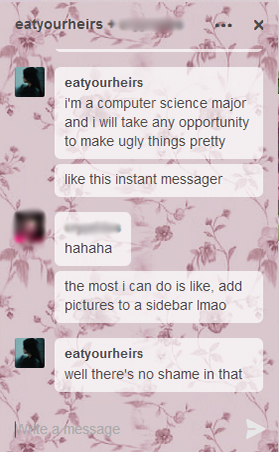 eatyourheirs +
eatyourheirs
i'm a computer science major
and i will take any opportunity
to make ugly things pretty
like this instant messager
hahaha
the most i can do is like, add
pictures to a sidebar lmao
eatyourheirs
well there's no shame in that
Write a message